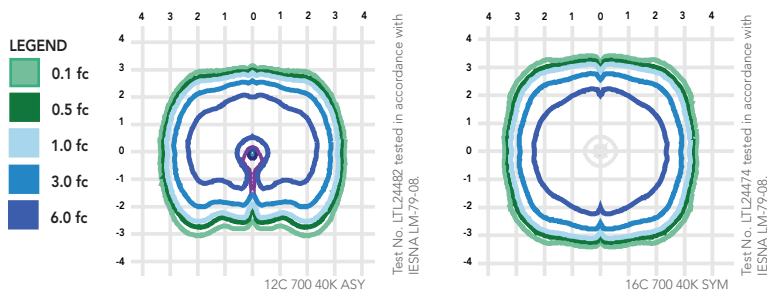 LEGEND
0.1 fc
0.5 fc
1.0 fc
3.0 fc
6.0 fc
4 3 2 1 0 1 2 3 4
4
3
2
1
0
-1
-2
-3
-4
12C 700 40K ASY
Test No. LTL24482 tested in accordance with
IESNA LM-79-08.
4 3 2 1 0 1 2 3 4
4
3
2
1
0
-1
-2
-3
-4
16C 700 40K SYM
Test No. LTL24474 tested in accordance with
IESNA LM-79-08.